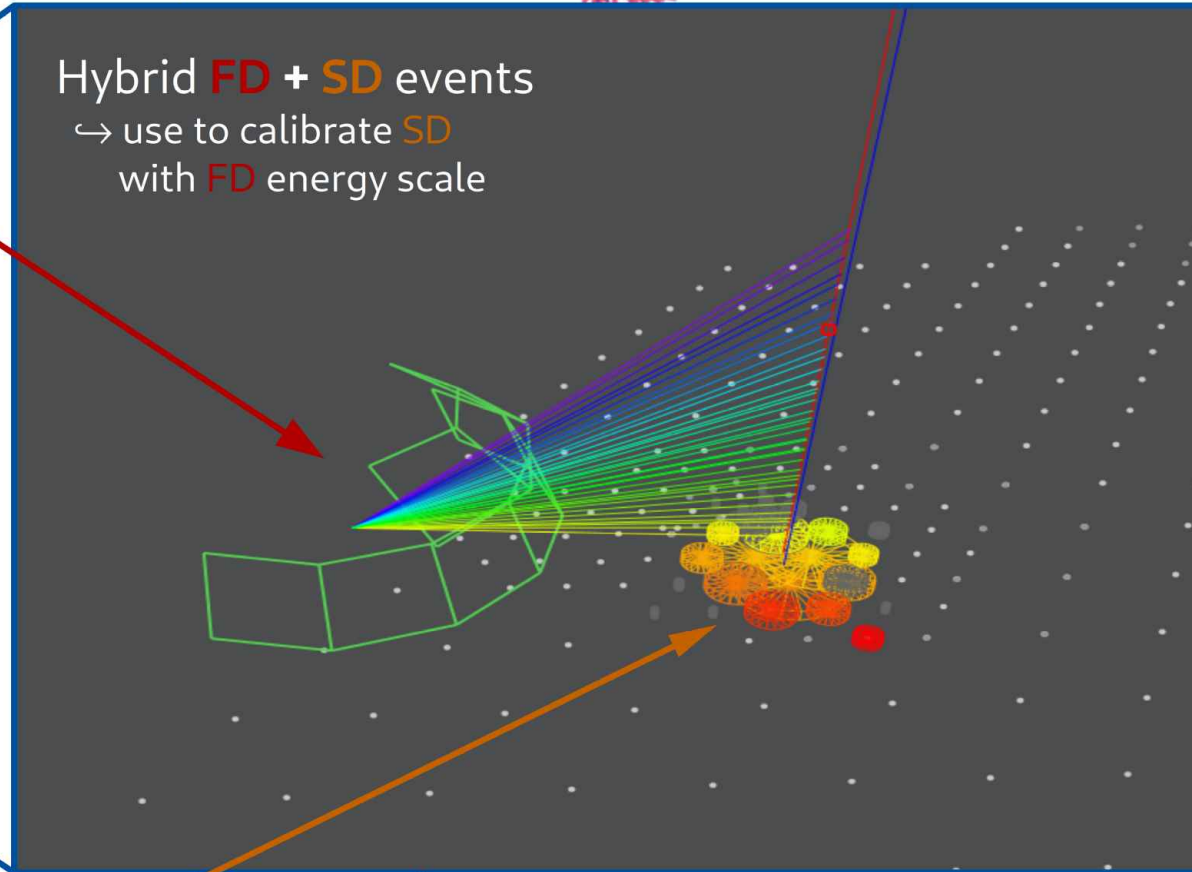 Hybrid FD + SD events
↪ use to calibrate SD
with FD energy scale